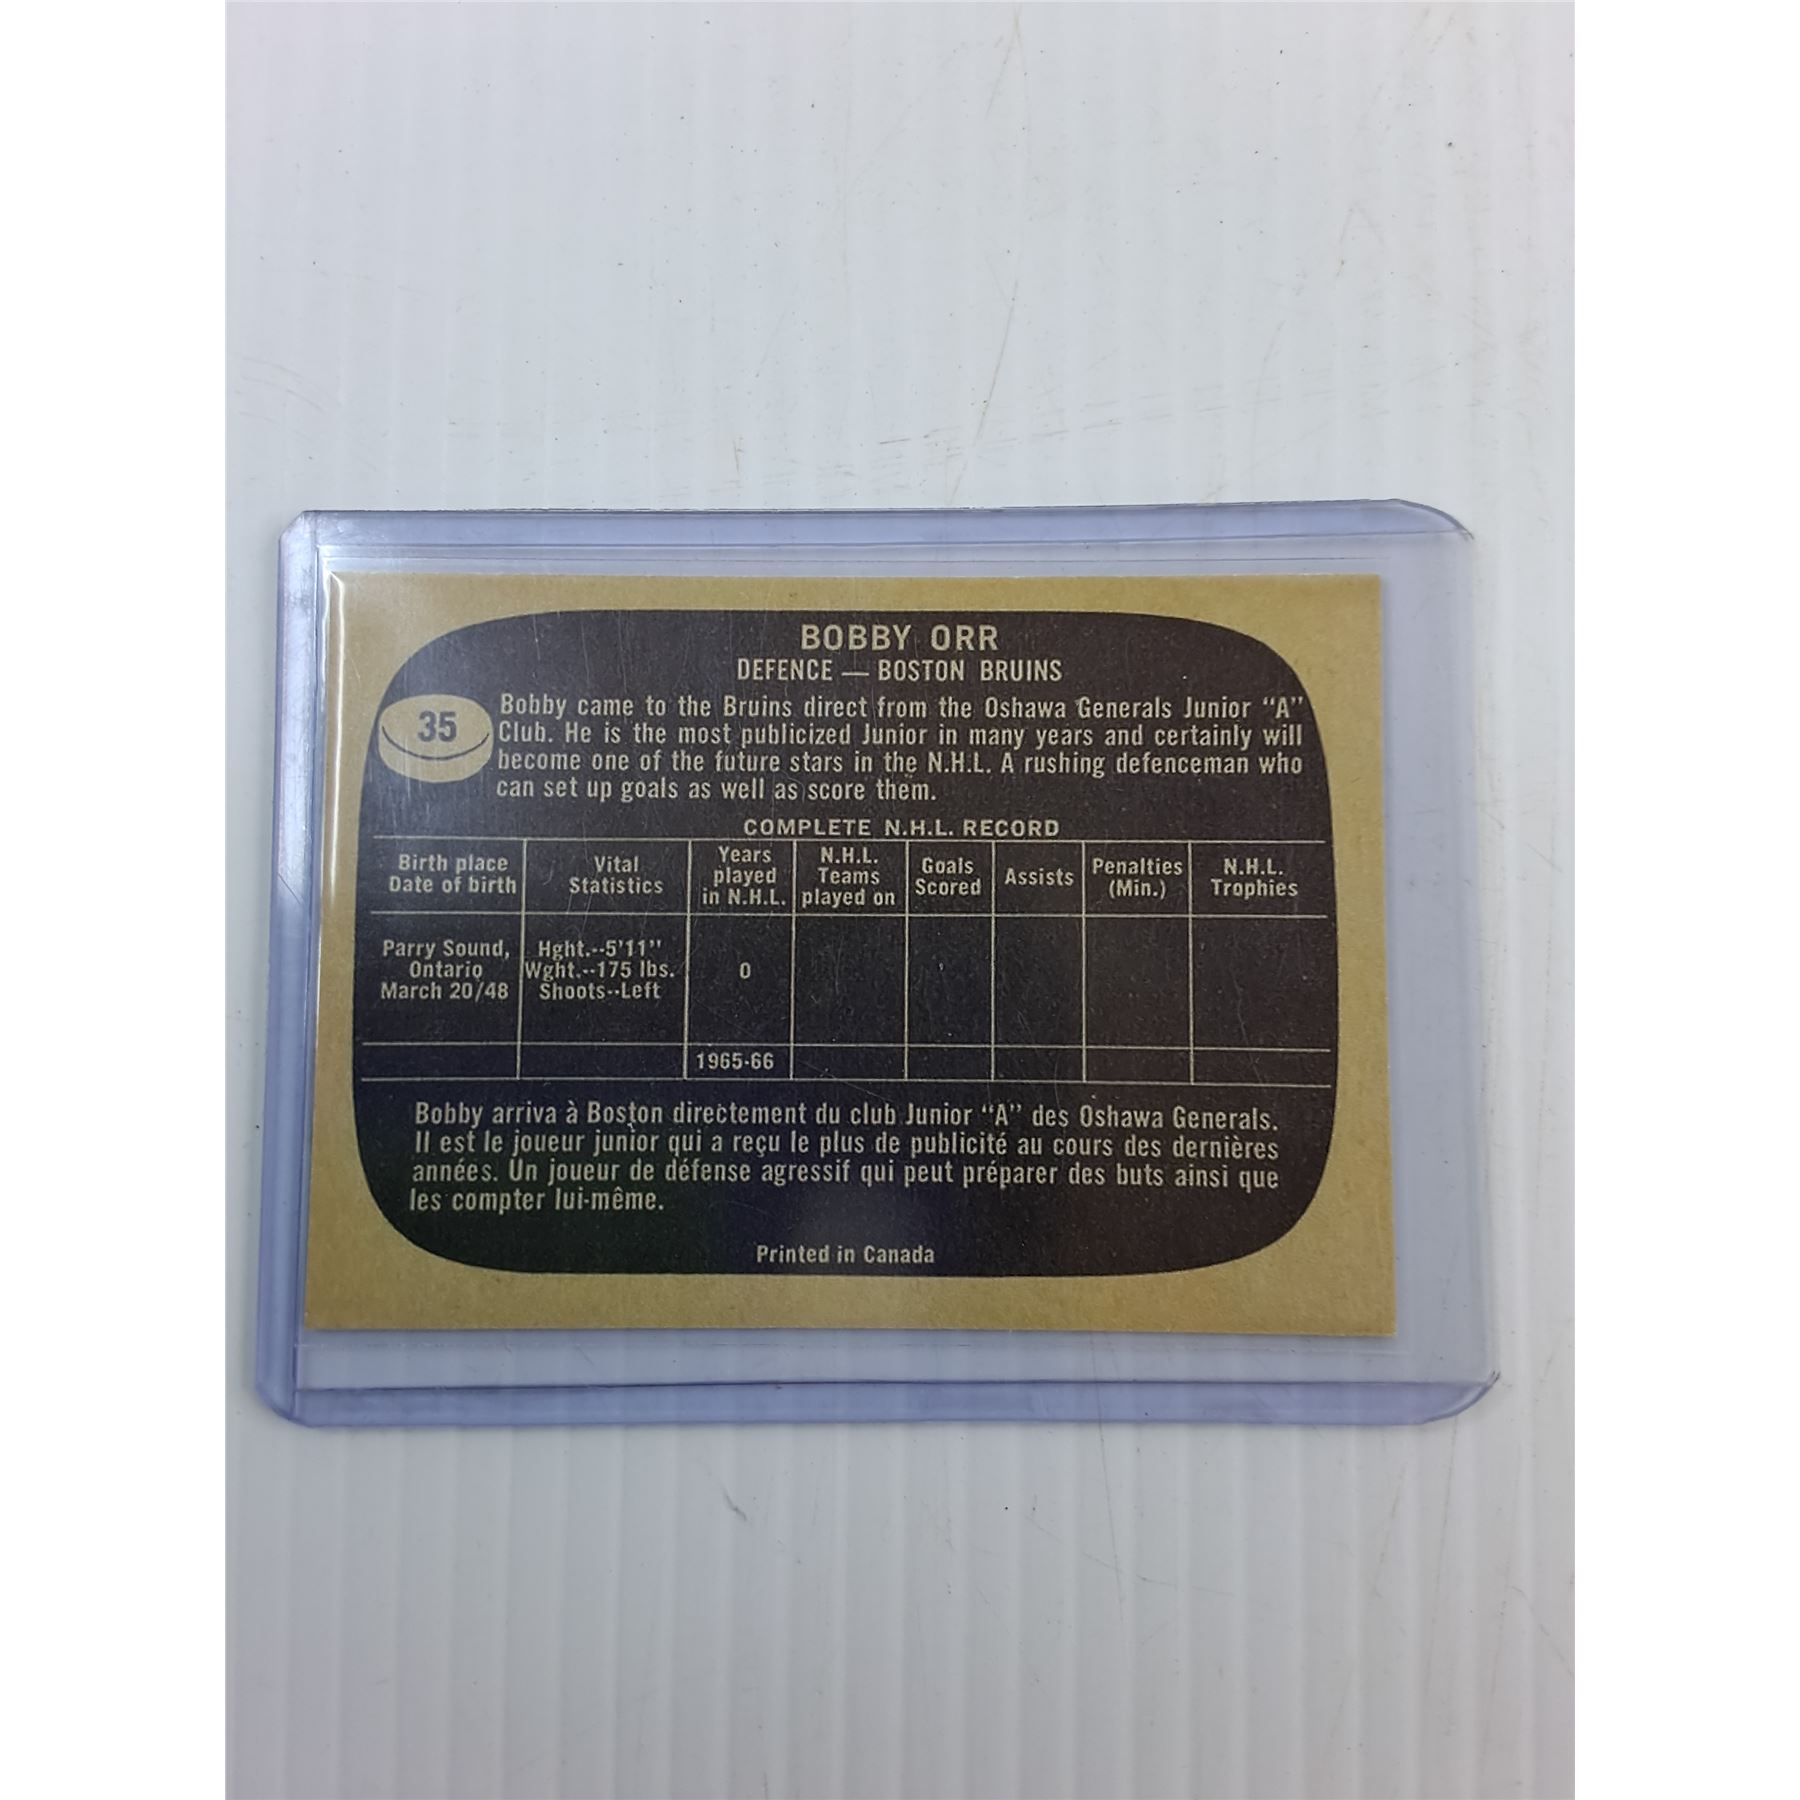 BOBBY ORR
DEFENCE — BOSTON BRUINS
35
Bobby came to the Bruins direct from the Oshawa Generals Junior "A"
Club. He is the most publicized Junior in many years and certainly will
become one of the future stars in the N.H.L. A rushing defenceman who
can set up goals as well as score them.
COMPLETE N.H.L. RECORD
Birth place
Date of birth
Vital
Statistics
Years
played
in N.H.L.
N.H.L.
Teams
played on
Goals
Scored
Assists
Penalties
(Min.)
N.H.L.
Trophies
Parry Sound,
Ontario
March 20/48
Hght.--5'11"
Wght.--175 lbs.
Shoots--Left
0
1965-66
Bobby arriva à Boston directement du club Junior "A" des Oshawa Generals.
Il est le joueur junior qui a reçu le plus de publicité au cours des dernières
années. Un joueur de défense agressif qui peut préparer des buts ainsi que
les compter lui-même.
Printed in Canada